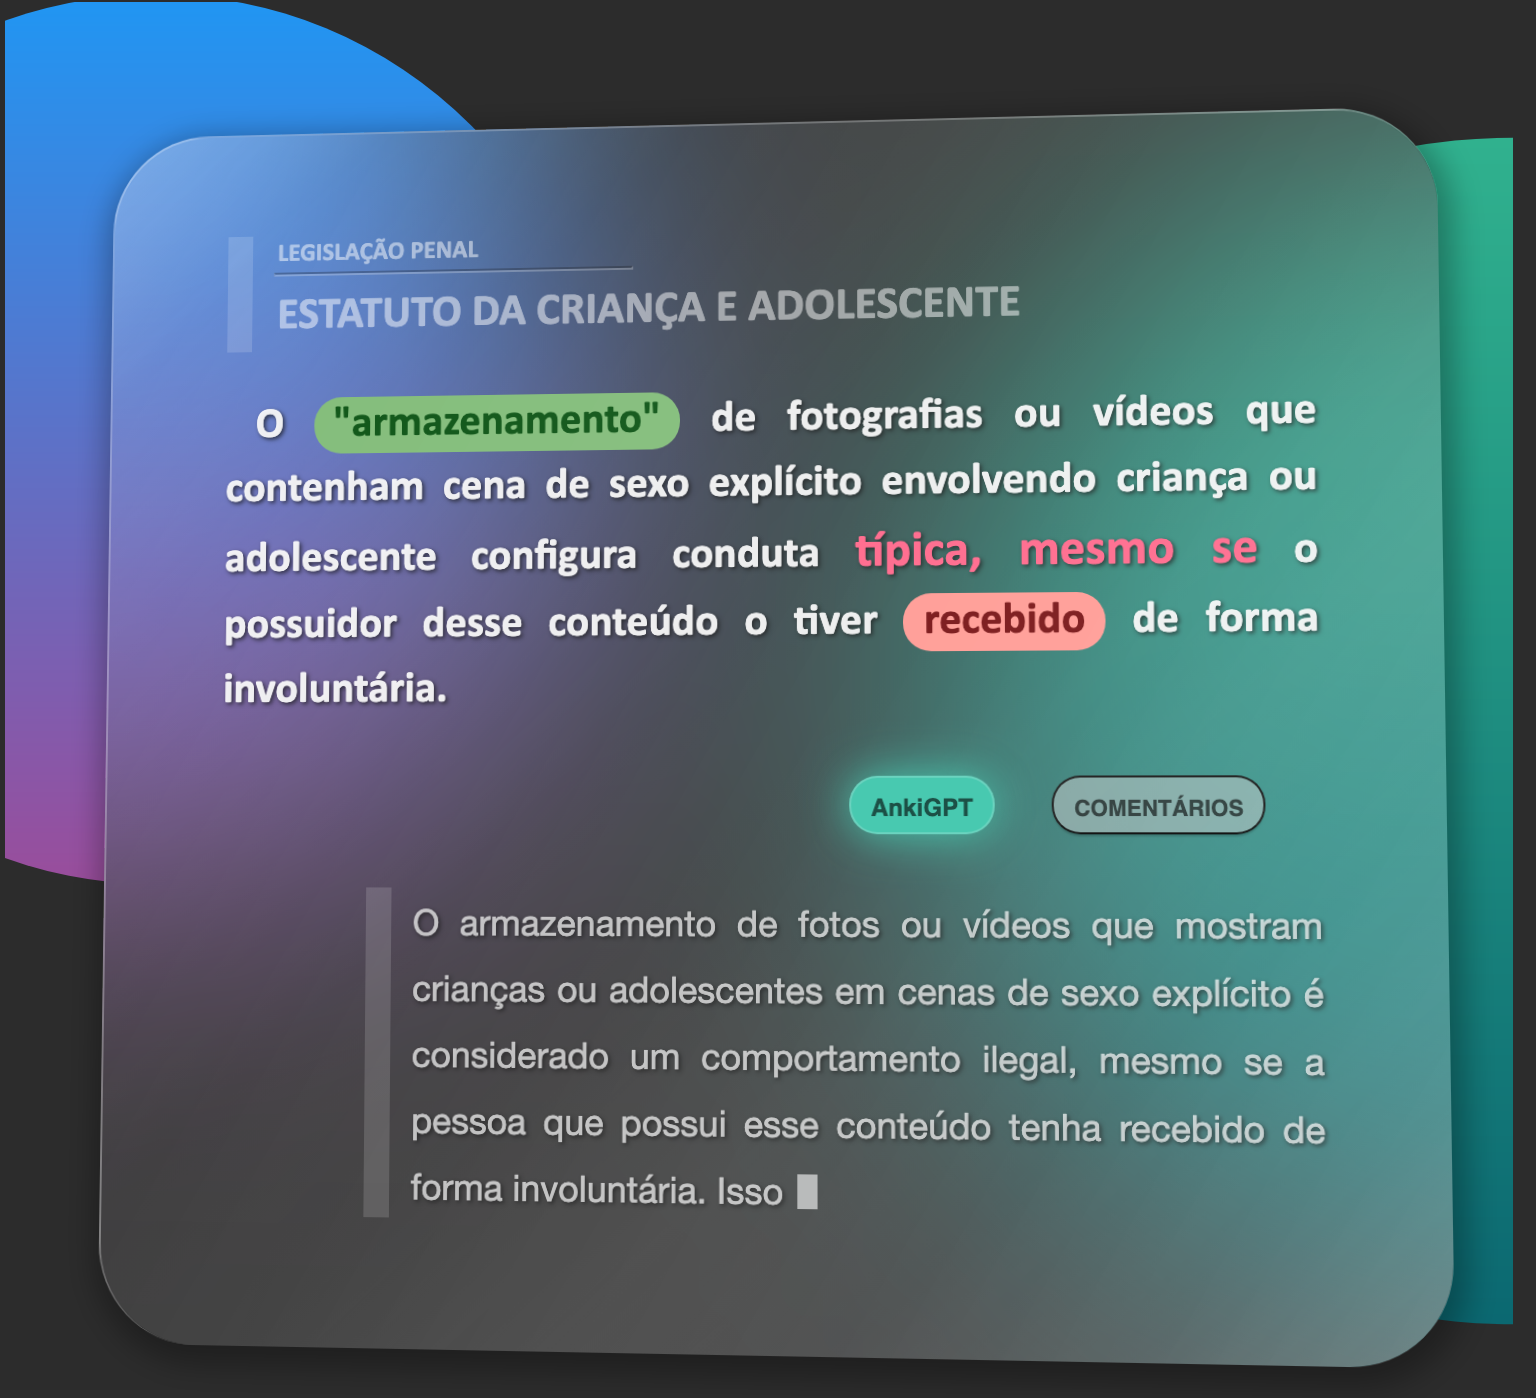 LEGISLAÇÃO PENAL
ESTATUTO DA CRIANÇA E ADOLESCENTE
O "armazenamento" de fotografias ou vídeos que
contenham cena de sexo explícito envolvendo criança ou
adolescente configura conduta típica, mesmo se o
possuidor desse conteúdo o tiver recebido de forma
involuntária.
AnkiGPT COMENTÁRIOS
O armazenamento de fotos ou vídeos que mostram
crianças ou adolescentes em cenas de sexo explícito é
considerado um comportamento ilegal, mesmo se a
pessoa que possui esse conteúdo tenha recebido de
forma involuntária. Isso